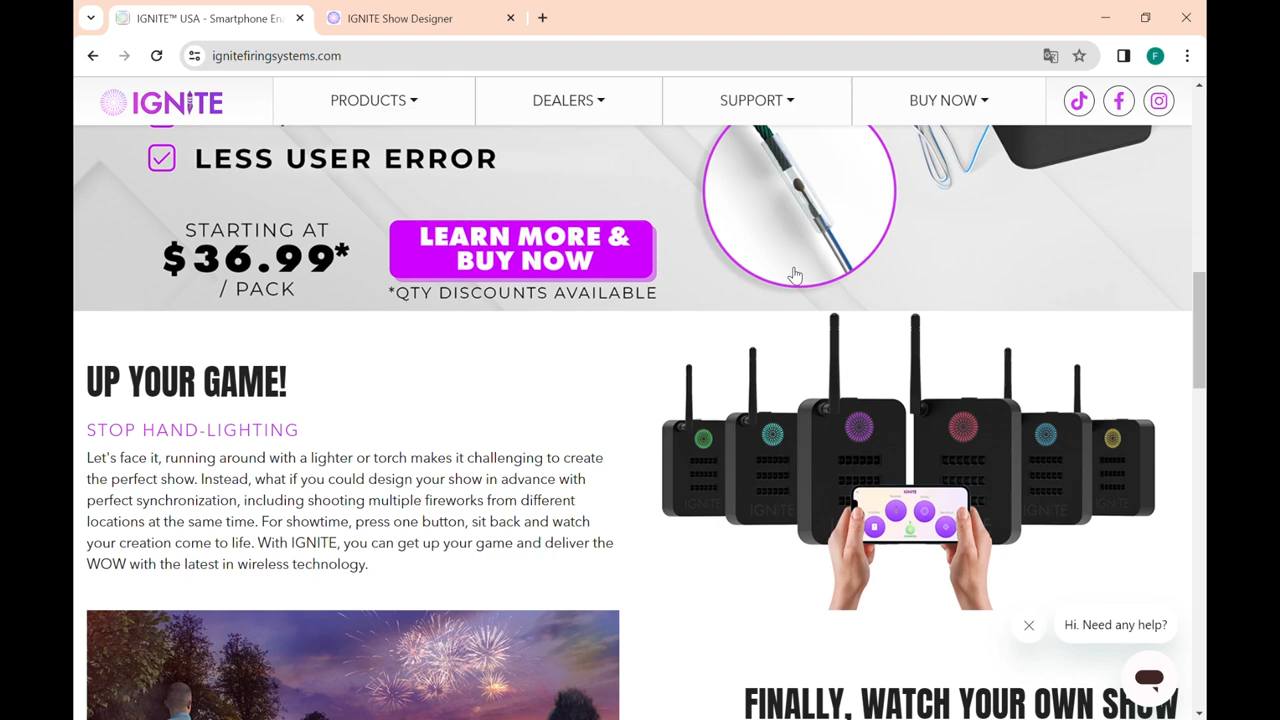 IGNITE™ USA - Smartphone En
IGNITE Show Designer
ignitefiringsystems.com
F
IGNITE
PRODUCTS
DEALERS
SUPPORT
BUY NOW
LESS USER ERROR
STARTING AT
$36.99*
/ PACK
LEARN MORE &
BUY NOW
*QTY DISCOUNTS AVAILABLE
UP YOUR GAME!
STOP HAND-LIGHTING
Let's face it, running around with a lighter or torch makes it challenging to create
the perfect show. Instead, what if you could design your show in advance with
perfect synchronization, including shooting multiple fireworks from different
locations at the same time. For showtime, press one button, sit back and watch
your creation come to life. With IGNITE, you can get up your game and deliver the
WOW with the latest in wireless technology.
IGNITE
Hi. Need any help?
FINALLY, WATCH YOUR OWN SHOW